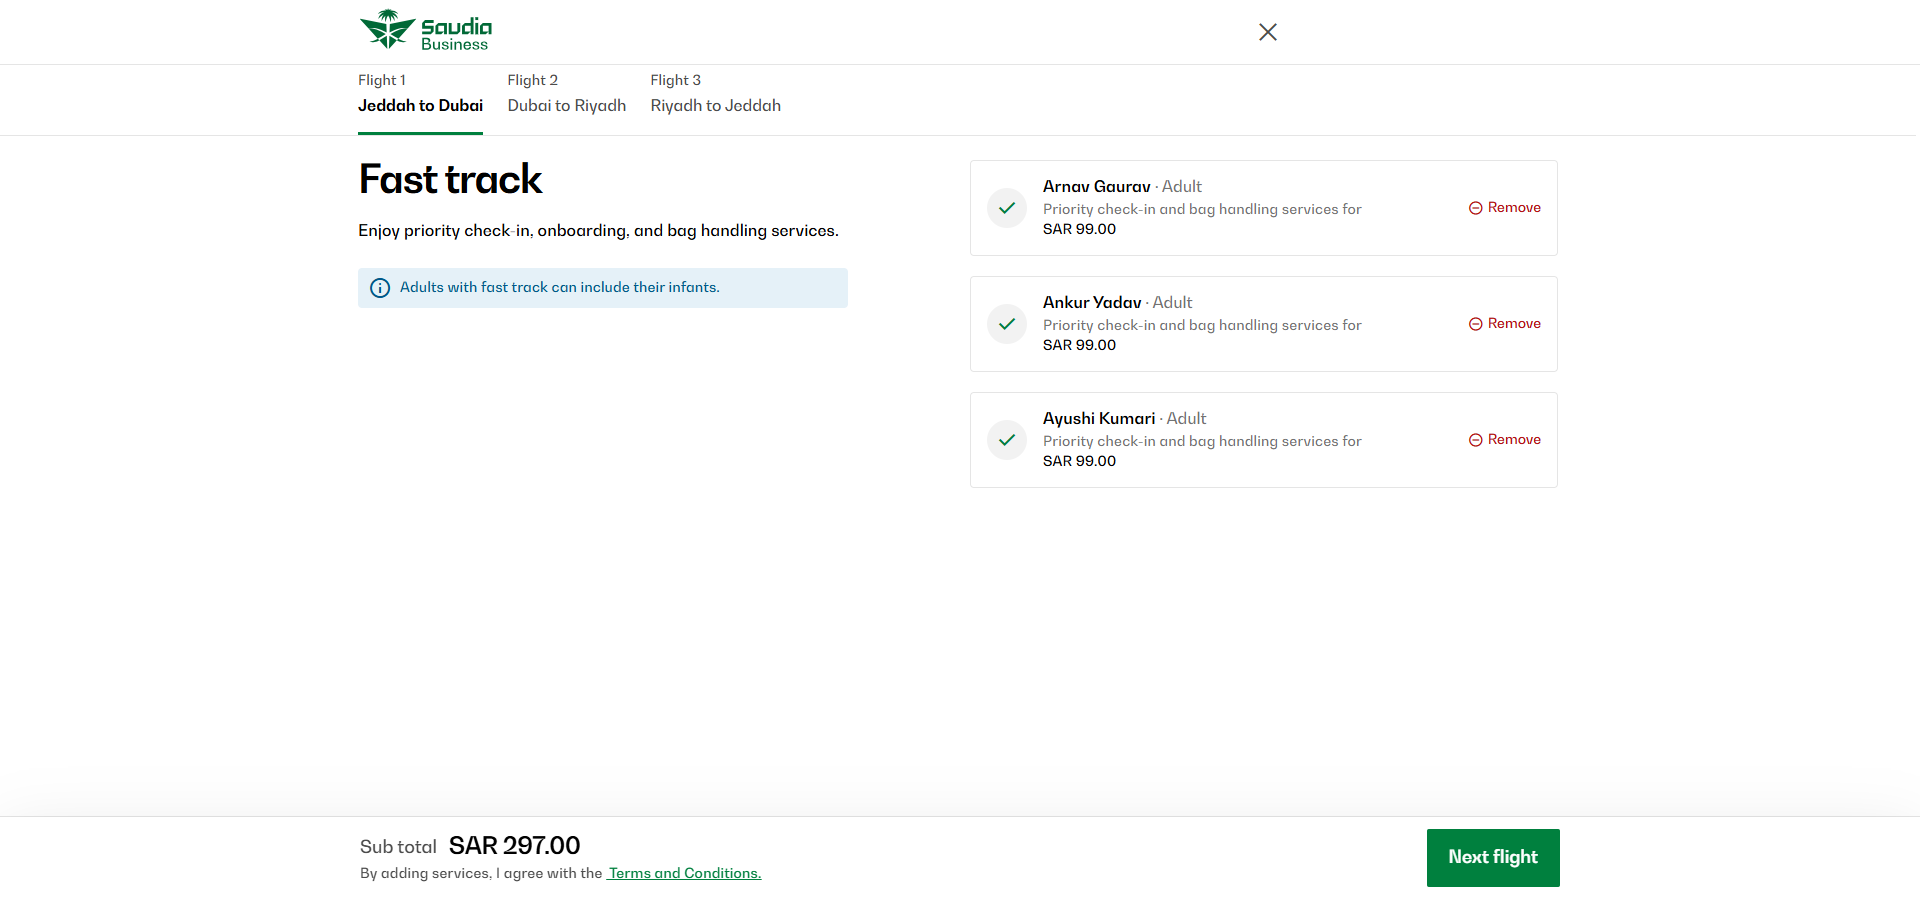 Saudia
Business
Flight 1
Jeddah to Dubai
Flight 2
Dubai to Riyadh
Flight 3
Riyadh to Jeddah
Fast track
Enjoy priority check-in, onboarding, and bag handling services.
Adults with fast track can include their infants.
Arnav Gaurav · Adult
Priority check-in and bag handling services for
SAR 99.00
Remove
Ankur Yadav · Adult
Priority check-in and bag handling services for
SAR 99.00
Remove
Ayushi Kumari · Adult
Priority check-in and bag handling services for
SAR 99.00
Remove
Sub total SAR 297.00
By adding services, I agree with the Terms and Conditions.
Next flight